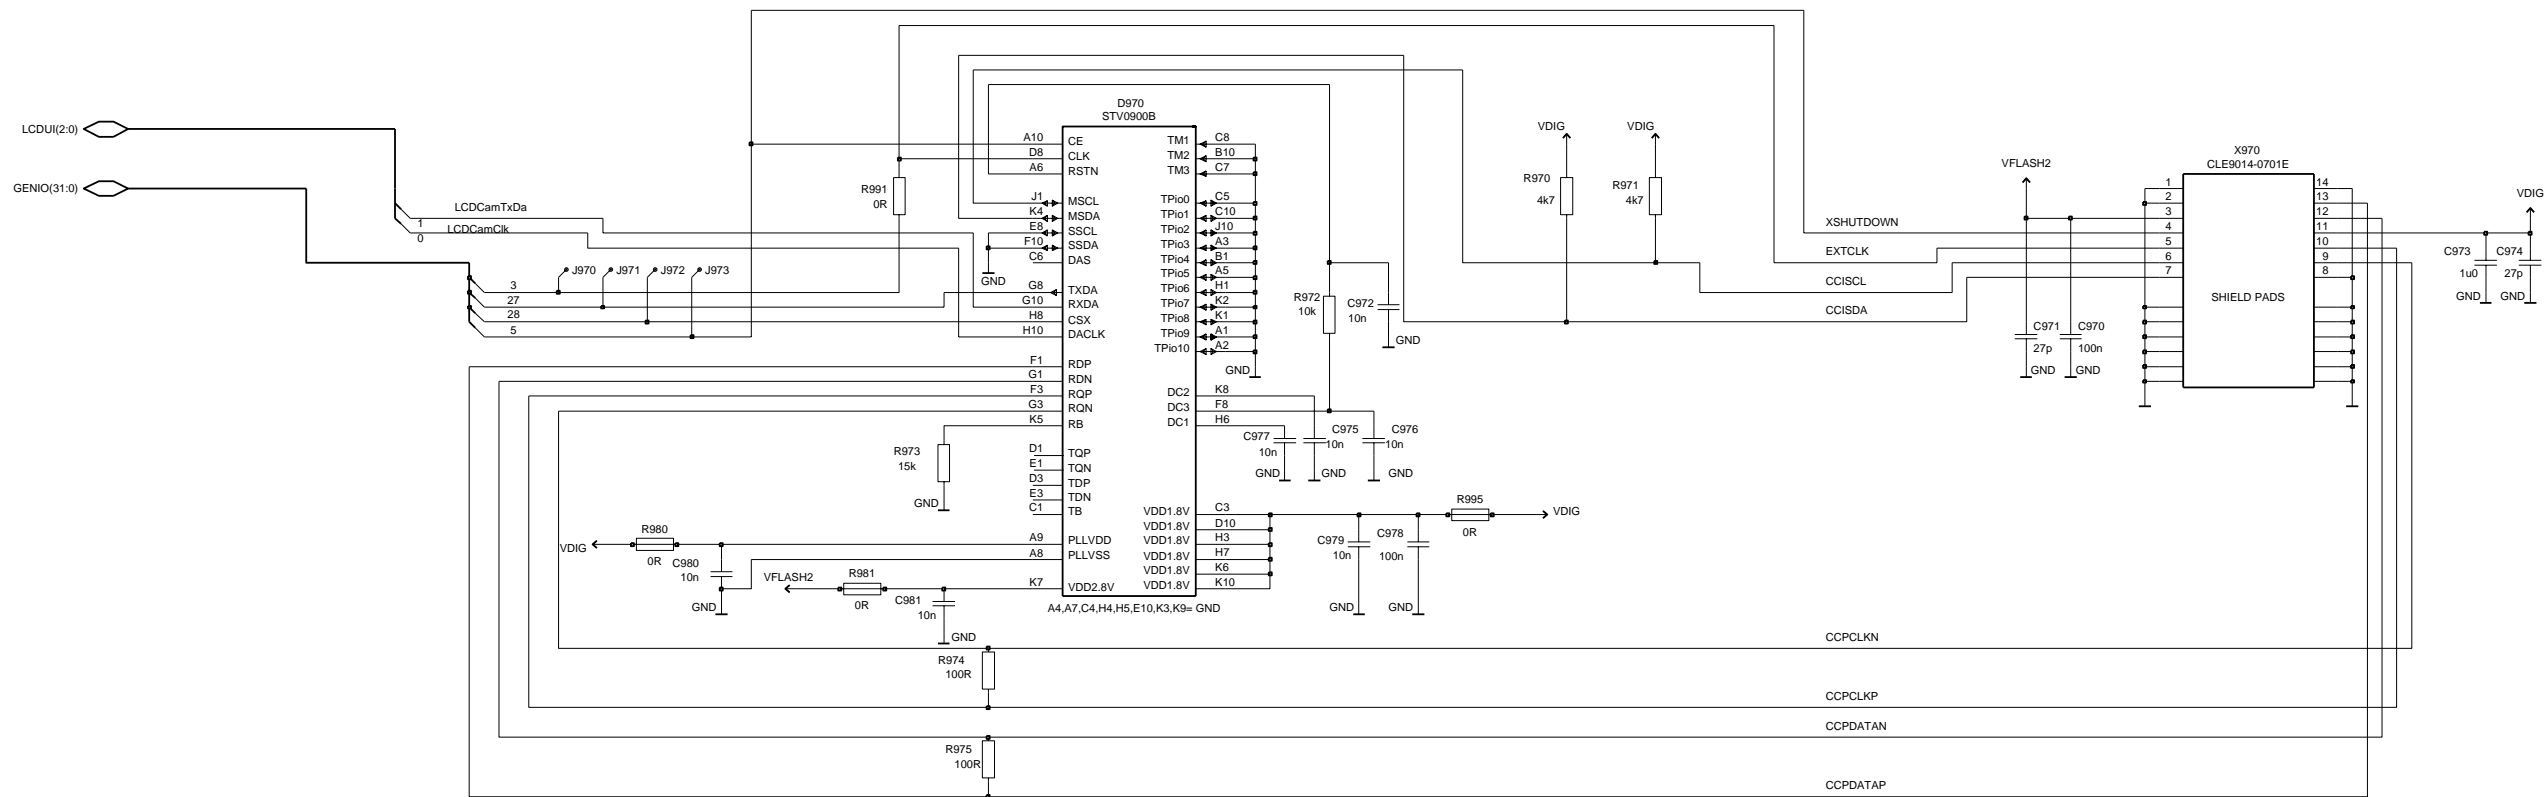 LCDUI(2:0)
GENIO(31:0)
LCDCamTxDa
1
LCDCamClk
0
J970
J971
J972
J973
3
27
28
5
R991
0R
D970
STV0900B
A10 CE
D8 CLK
A6 RSTN
J1 MSCL
K4 MSDA
E8 SSCL
F10 SSDA
C6 DAS
GND
G8 TXDA
G10 RXDA
H8 CSX
H10 DACLK
F1 RDP
G1 RDN
F3 RQP
G3 RQN
K5 RB
D1 TQP
E1 TQN
D3 TDP
E3 TDN
C1 TB
A9 PLLVDD
A8 PLLVSS
K7 VDD2.8V
TM1 C8
TM2 B10
TM3 C7
TPio0 C5
TPio1 C10
TPio2 J10
TPio3 A3
TPio4 B1
TPio5 A5
TPio6 H1
TPio7 K2
TPio8 K1
TPio9 A1
TPio10 A2
GND
DC2 K8
DC3 F8
DC1 H6
VDD1.8V C3
VDD1.8V D10
VDD1.8V H3
VDD1.8V H7
VDD1.8V K6
VDD1.8V K10
A4,A7,C4,H4,H5,E10,K3,K9= GND
R973
15k
GND
VDIG
R980
0R
C980
10n
GND
VFLASH2
R981
0R
C981
10n
GND
R972
10k
C972
10n
GND
C977
10n
GND
C975
10n
GND
C976
10n
GND
R995
0R
VDIG
C979
10n
GND
C978
100n
GND
VDIG
R970
4k7
VDIG
R971
4k7
XSHUTDOWN
EXTCLK
CCISCL
CCISDA
VFLASH2
C971
27p
GND
C970
100n
GND
X970
CLE9014-0701E
1
2
3
4
5
6
7
14
13
12
11
10
9
8
SHIELD PADS
VDIG
C973
1u0
GND
C974
27p
GND
R974
100R
R975
100R
CCPCLKN
CCPCLKP
CCPDATAN
CCPDATAP